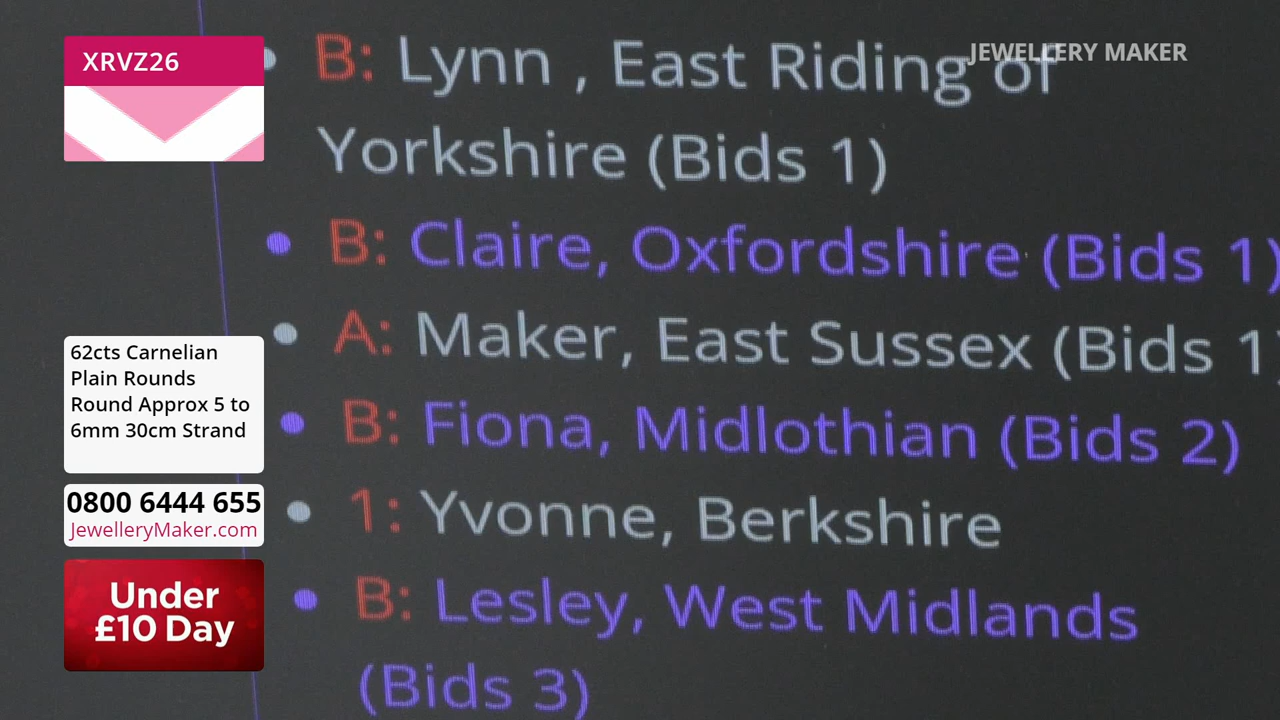 XRVZ26
JEWELLERY MAKER
B: Lynn , East Riding of
Yorkshire (Bids 1)
B: Claire, Oxfordshire (Bids 1)
A: Maker, East Sussex (Bids 1)
B: Fiona, Midlothian (Bids 2)
1: Yvonne, Berkshire
B: Lesley, West Midlands
(Bids 3)
62cts Carnelian
Plain Rounds
Round Approx 5 to
6mm 30cm Strand
0800 6444 655
JewelleryMaker.com
Under
£10 Day